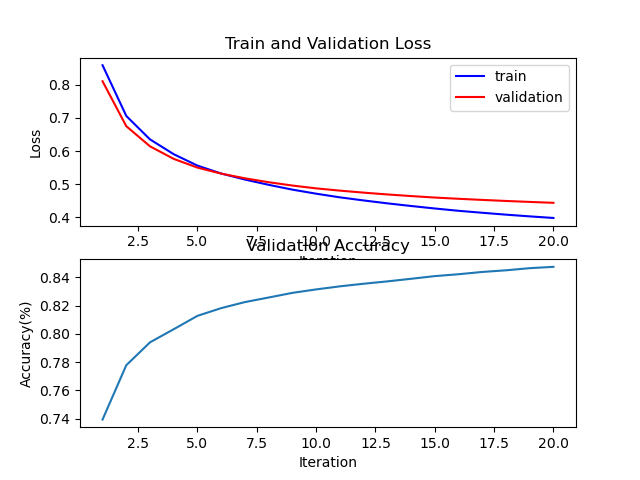 Train and Validation Loss
Loss
0.8
0.7
0.6
0.5
0.4
train
validation
2.5 5.0 7.5 10.0 12.5 15.0 17.5 20.0
Iteration
Validation Accuracy
Accuracy(%)
0.84
0.82
0.80
0.78
0.76
0.74
2.5 5.0 7.5 10.0 12.5 15.0 17.5 20.0
Iteration